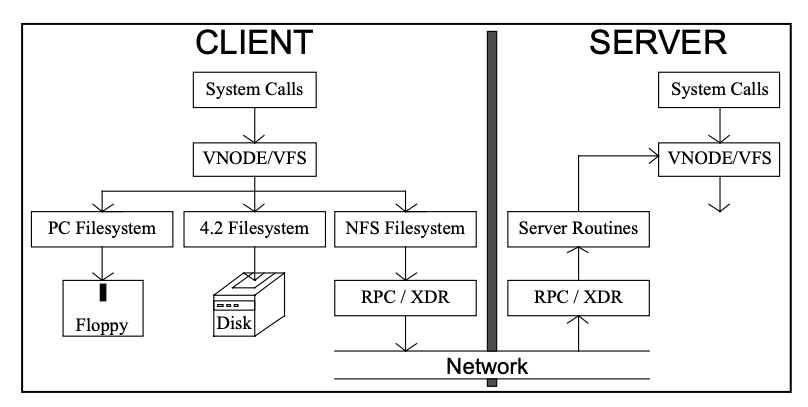 CLIENT
SERVER
System Calls
System Calls
VNODE/VFS
VNODE/VFS
PC Filesystem
4.2 Filesystem
NFS Filesystem
Server Routines
Floppy
Disk
RPC / XDR
RPC / XDR
Network